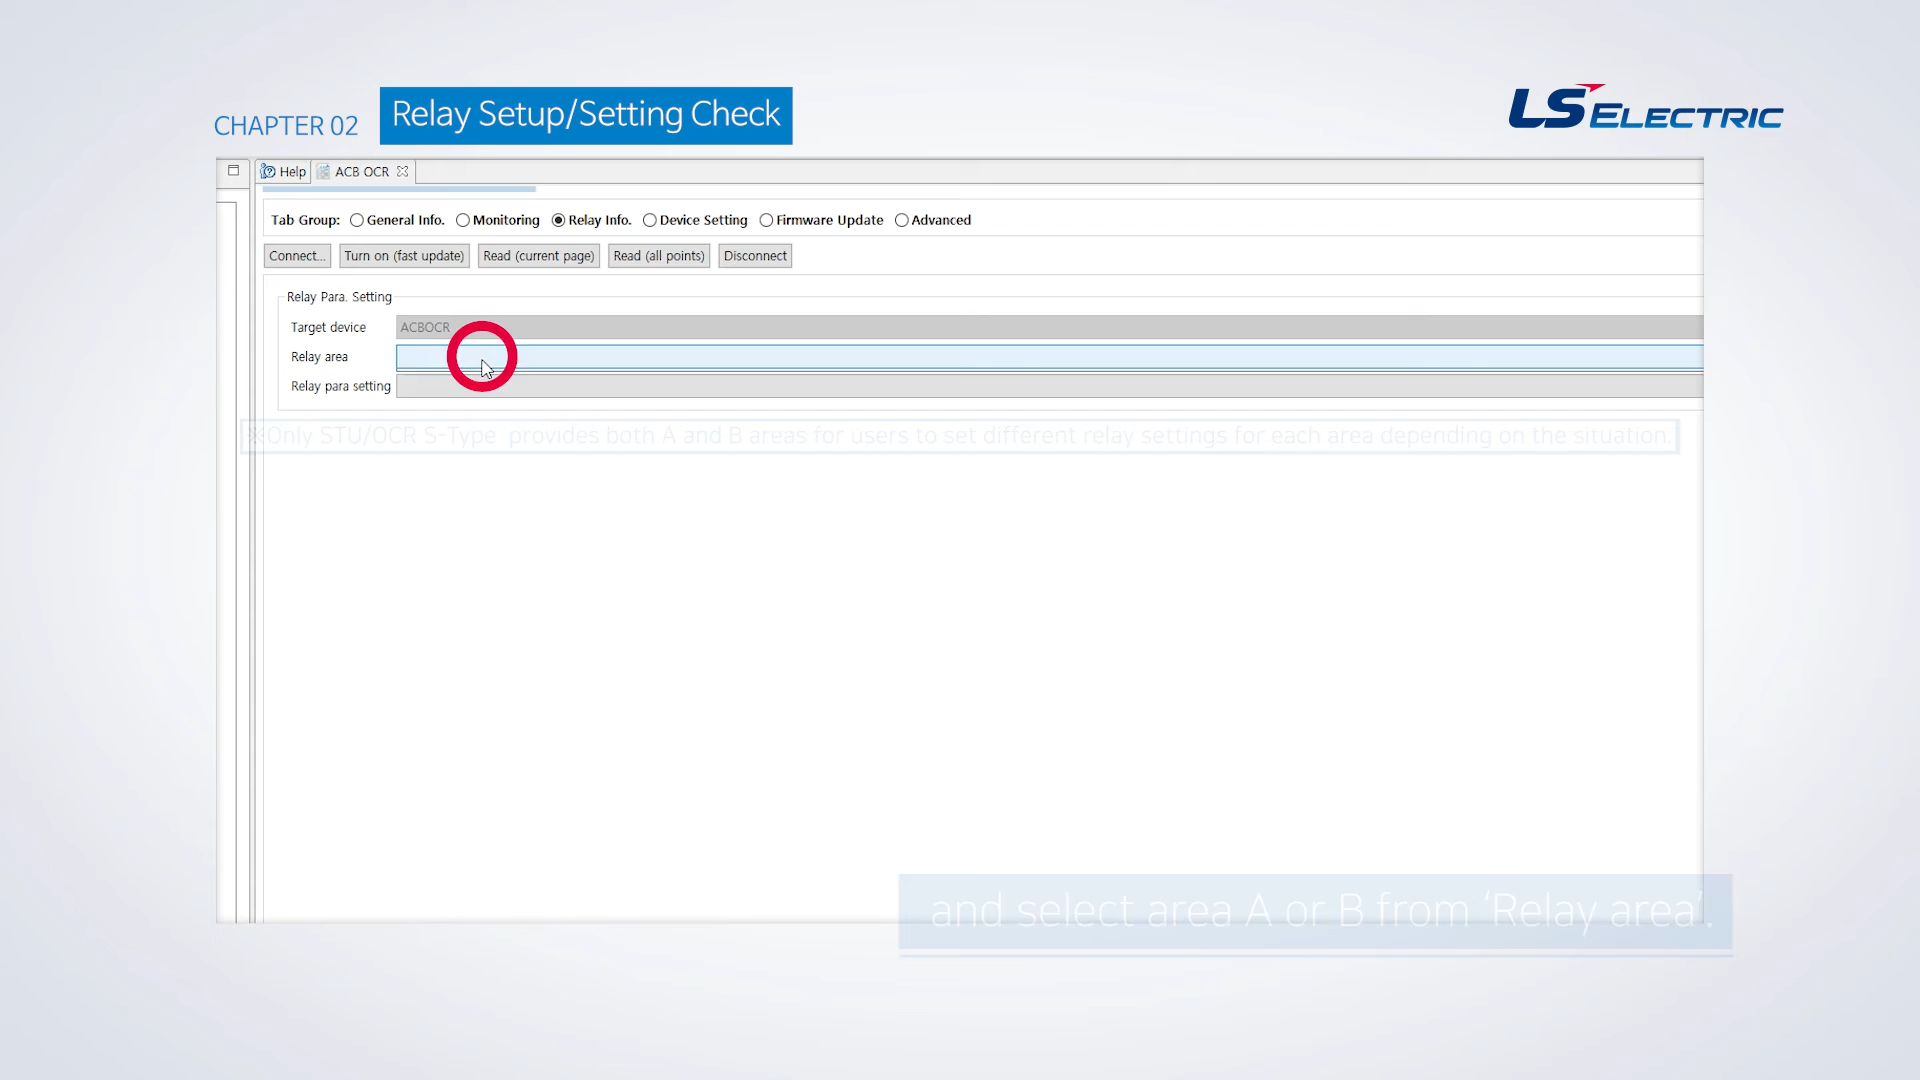 CHAPTER 02 Relay Setup/Setting Check
LS ELECTRIC
Help ACB OCR
Tab Group: General Info. Monitoring Relay Info. Device Setting Firmware Update Advanced
Connect... Turn on (fast update) Read (current page) Read (all points) Disconnect
Relay Para. Setting
Target device ACBOCR
Relay area
Relay para setting
※Only STU/OCR S-Type provides both A and B areas for users to set different relay settings for each area depending on the situation.
and select area A or B from ‘Relay area’.